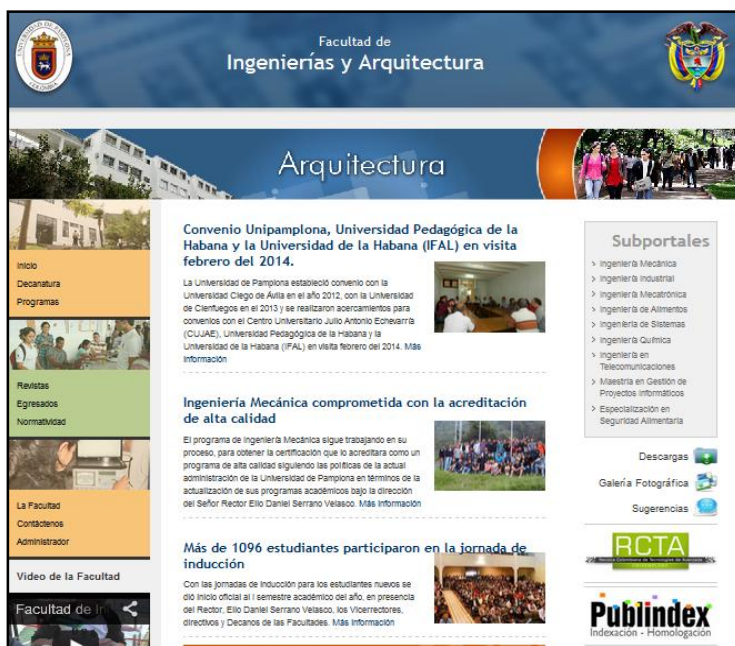 Facultad de
Ingenierías y Arquitectura
Arquitectura
Inicio
Decanatura
Programas
Revistas
Egresados
Normatividad
La Facultad
Contáctenos
Administrador
Video de la Facultad
Facultad de In
Convenio Unipamplona, Universidad Pedagógica de la
Habana y la Universidad de la Habana (IFAL) en visita
febrero del 2014.
La Universidad de Pamplona estableció convenio con la
Universidad Ciego de Ávila en el año 2012, con la Universidad
de Cienfuegos en el 2013 y se realizaron acercamientos para
convenios con el Centro Universitario Julio Antonio Echevarría
(CUJAE), Universidad Pedagógica de la Habana y la
Universidad de la Habana (IFAL) en visita febrero del 2014. Más
Información
Ingeniería Mecánica comprometida con la acreditación
de alta calidad
El programa de Ingeniería Mecánica sigue trabajando en su
proceso, para obtener la certificación que lo acreditara como un
programa de alta calidad siguiendo las políticas de la actual
administración de la Universidad de Pamplona en términos de la
actualización de sus programas académicos bajo la dirección
del Señor Rector Elio Daniel Serrano Velasco. Más Información
Más de 1096 estudiantes participaron en la jornada de
inducción
Con las jornadas de Inducción para los estudiantes nuevos se
dió inicio oficial al I semestre académico del año, en presencia
del Rector, Elio Daniel Serrano Velasco, los Vicerrectores,
directivos y Decanos de las Facultades. Más Información
Subportales
> Ingeniería Mecánica
> Ingeniería Industrial
> Ingeniería Mecatrónica
> Ingeniería de Alimentos
> Ingeniería de Sistemas
> Ingeniería Química
> Ingeniería en
Telecomunicaciones
> Maestría en Gestión de
Proyectos Informáticos
> Especialización en
Seguridad Alimentaria
Descargas
Galería Fotográfica
Sugerencias
RCTA
Revista Colombiana de Tecnologías de Avanzada
Publindex
Indexación - Homologación